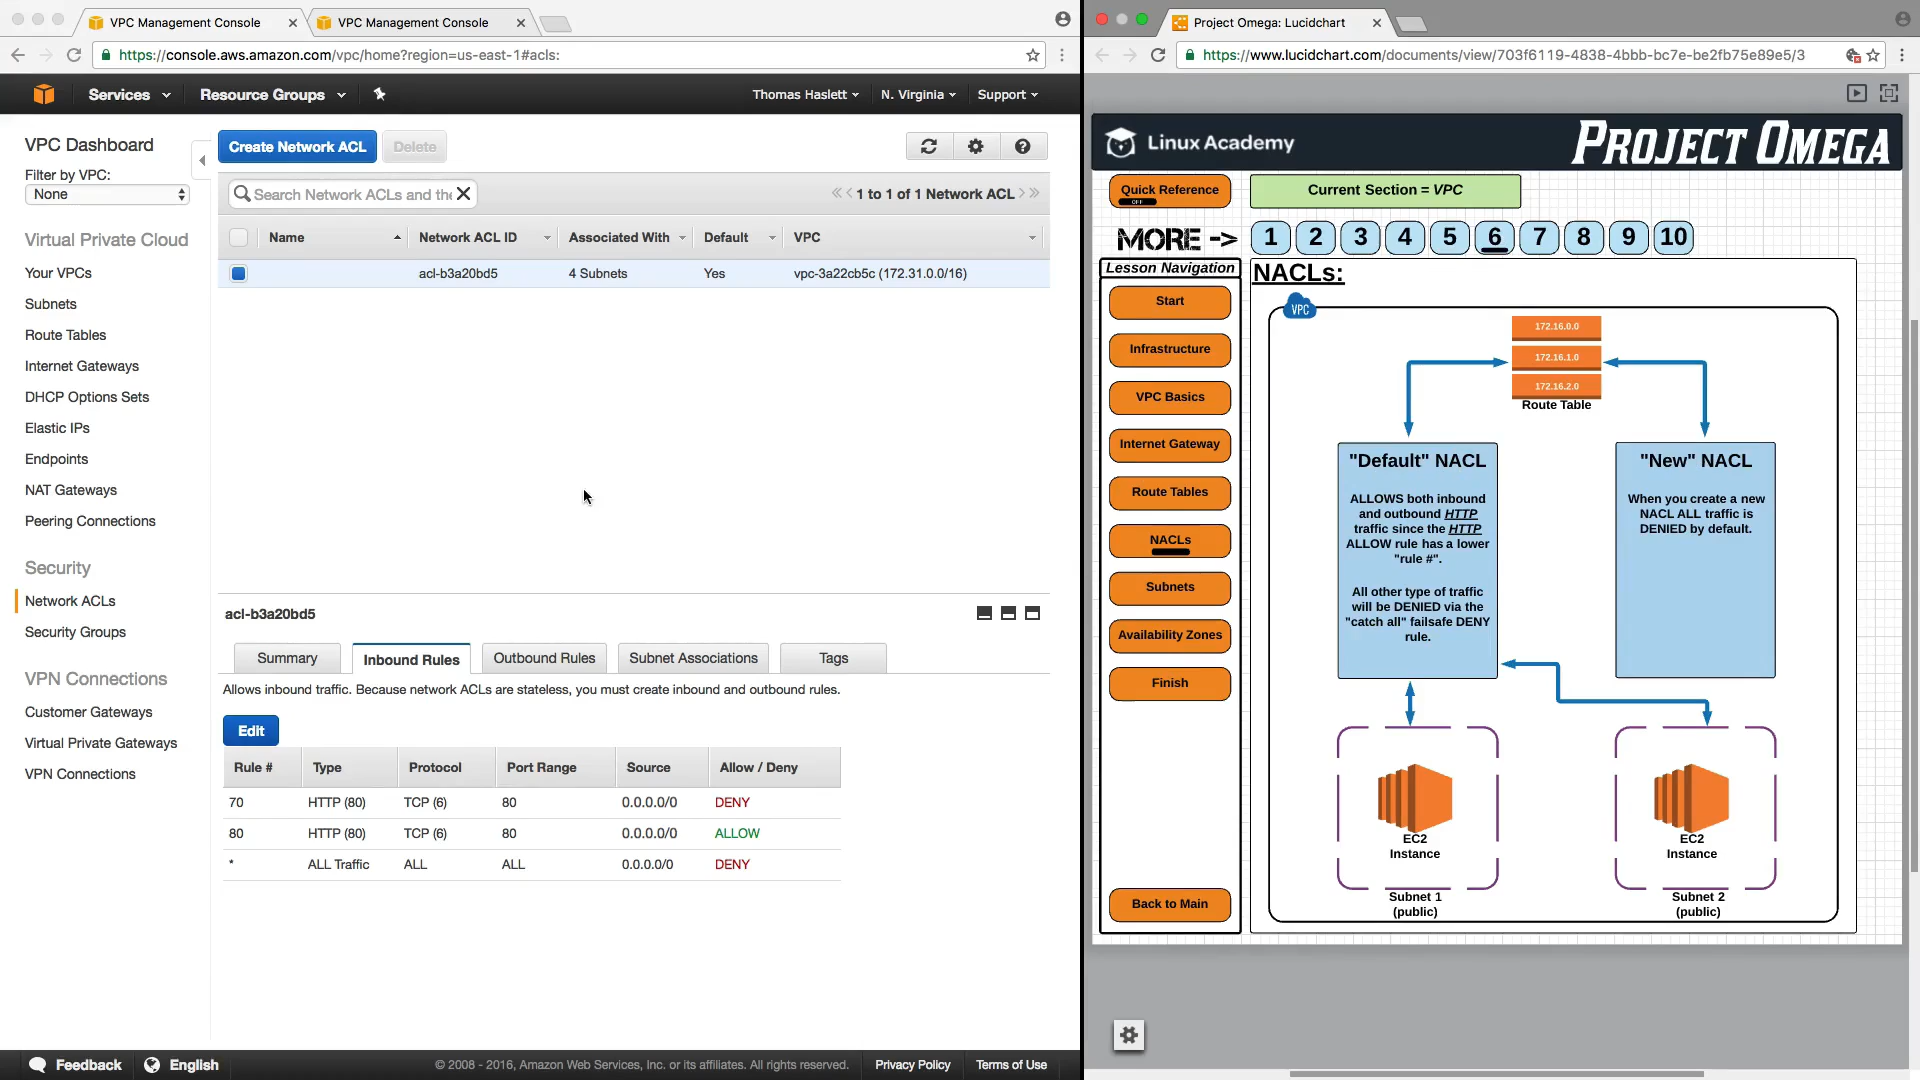 VPC Management Console
VPC Management Console
https://console.aws.amazon.com/vpc/home?region=us-east-1#acls:
Services
Resource Groups
Thomas Haslett
N. Virginia
Support
VPC Dashboard
Filter by VPC:
None
Virtual Private Cloud
Your VPCs
Subnets
Route Tables
Internet Gateways
DHCP Options Sets
Elastic IPs
Endpoints
NAT Gateways
Peering Connections
Security
Network ACLs
Security Groups
VPN Connections
Customer Gateways
Virtual Private Gateways
VPN Connections
Create Network ACL
Delete
Search Network ACLs and the
1 to 1 of 1 Network ACL
Name Network ACL ID Associated With Default VPC
acl-b3a20bd5 4 Subnets Yes vpc-3a22cb5c (172.31.0.0/16)
acl-b3a20bd5
Summary Inbound Rules Outbound Rules Subnet Associations Tags
Allows inbound traffic. Because network ACLs are stateless, you must create inbound and outbound rules.
Edit
Rule # Type Protocol Port Range Source Allow / Deny
70 HTTP (80) TCP (6) 80 0.0.0.0/0 DENY
80 HTTP (80) TCP (6) 80 0.0.0.0/0 ALLOW
* ALL Traffic ALL ALL 0.0.0.0/0 DENY
Feedback
English
© 2008 - 2016, Amazon Web Services, Inc. or its affiliates. All rights reserved.
Privacy Policy
Terms of Use
Project Omega: Lucidchart
https://www.lucidchart.com/documents/view/703f6119-4838-4bbb-bc7e-be2fb75e89e5/3
Linux Academy
PROJECT OMEGA
Quick Reference
OFF
Current Section = VPC
MORE ->
1 2 3 4 5 6 7 8 9 10
Lesson Navigation
Start
Infrastructure
VPC Basics
Internet Gateway
Route Tables
NACLs
Subnets
Availability Zones
Finish
Back to Main
NACLs:
VPC
172.16.0.0
172.16.1.0
172.16.2.0
Route Table
"Default" NACL
ALLOWS both inbound
and outbound HTTP
traffic since the HTTP
ALLOW rule has a lower
"rule #".
All other type of traffic
will be DENIED via the
"catch all" failsafe DENY
rule.
"New" NACL
When you create a new
NACL ALL traffic is
DENIED by default.
EC2
Instance
Subnet 1
(public)
EC2
Instance
Subnet 2
(public)